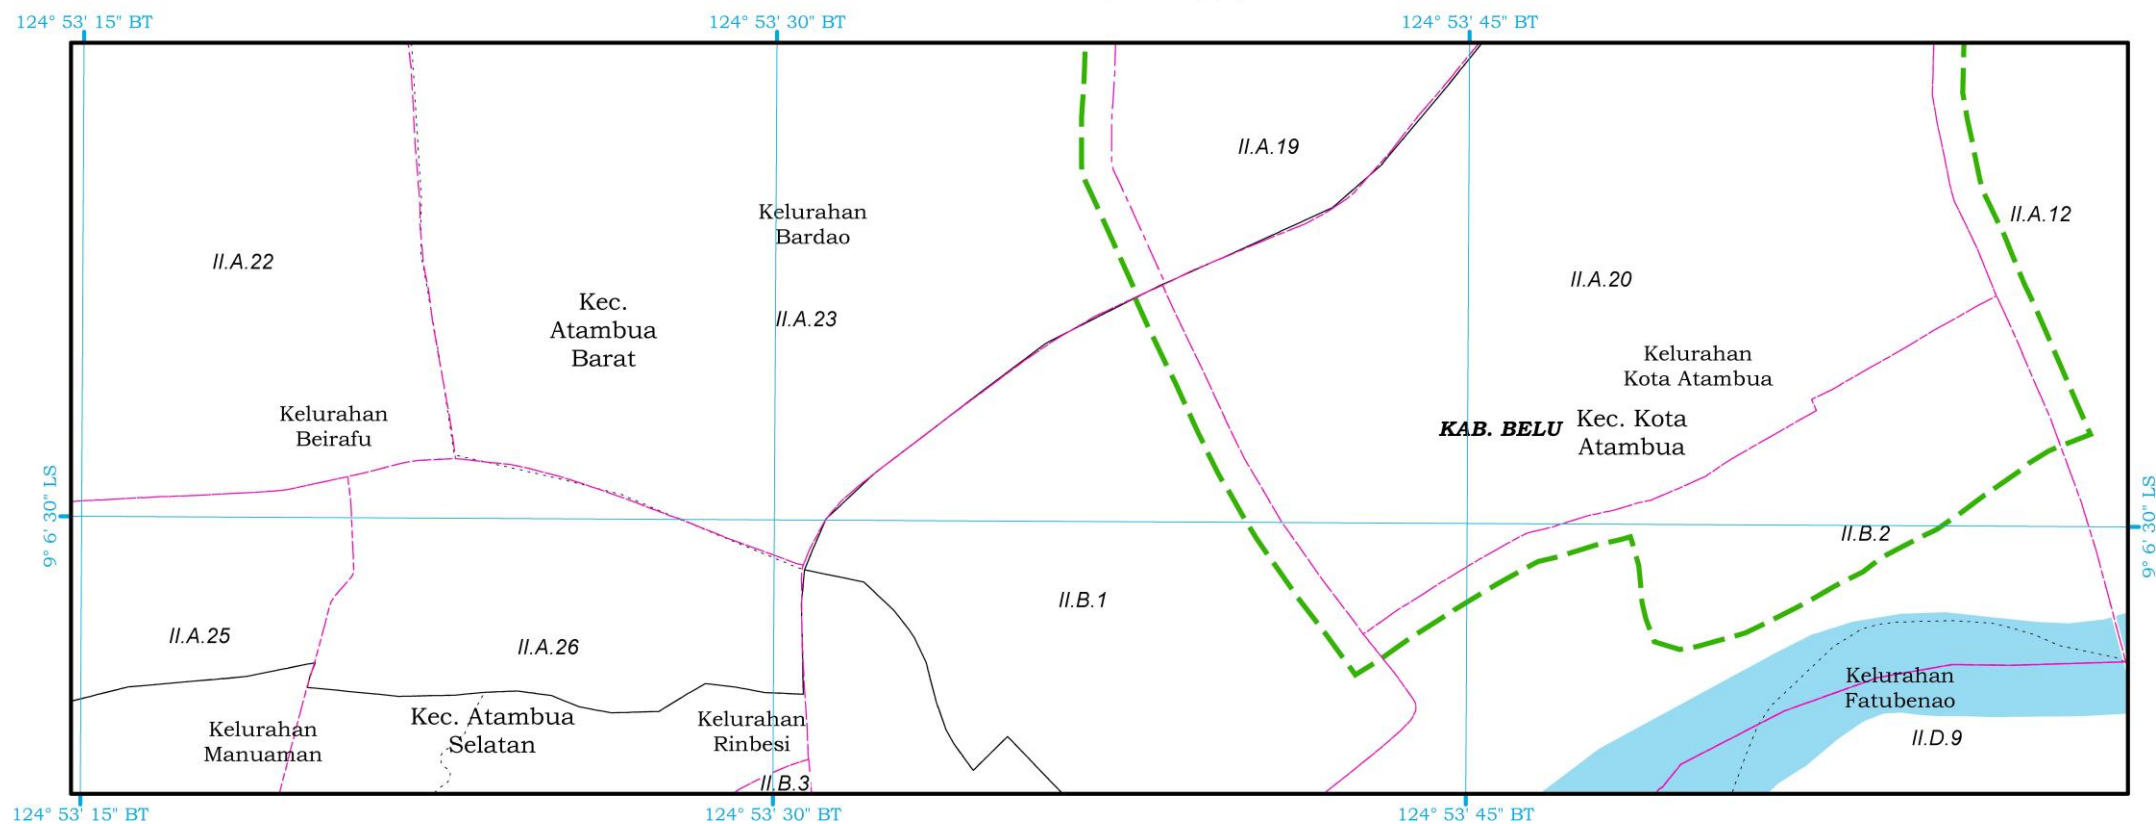 124° 53' 15" BT
124° 53' 30" BT
124° 53' 45" BT
II.A.19
Kelurahan
Bardao
II.A.12
II.A.22
II.A.20
Kec.
Atambua
Barat
II.A.23
Kelurahan
Kota Atambua
Kelurahan
Beirafu
KAB. BELU
Kec. Kota
Atambua
9° 6' 30" LS
9° 6' 30" LS
II.B.2
II.B.1
II.A.25
II.A.26
Kelurahan
Fatubenao
Kelurahan
Manuaman
Kec. Atambua
Selatan
Kelurahan
Rinbesi
II.D.9
II.B.3
124° 53' 15" BT
124° 53' 30" BT
124° 53' 45" BT